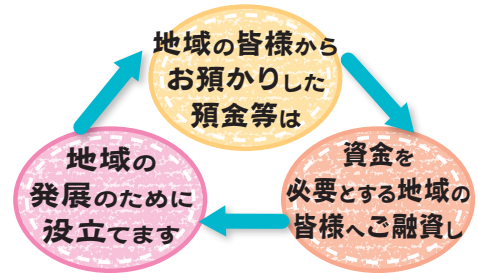 地域の皆様から
お預かりした
預金等は
資金を
必要とする地域の
皆様へご融資し
地域の
発展のために
役立てます